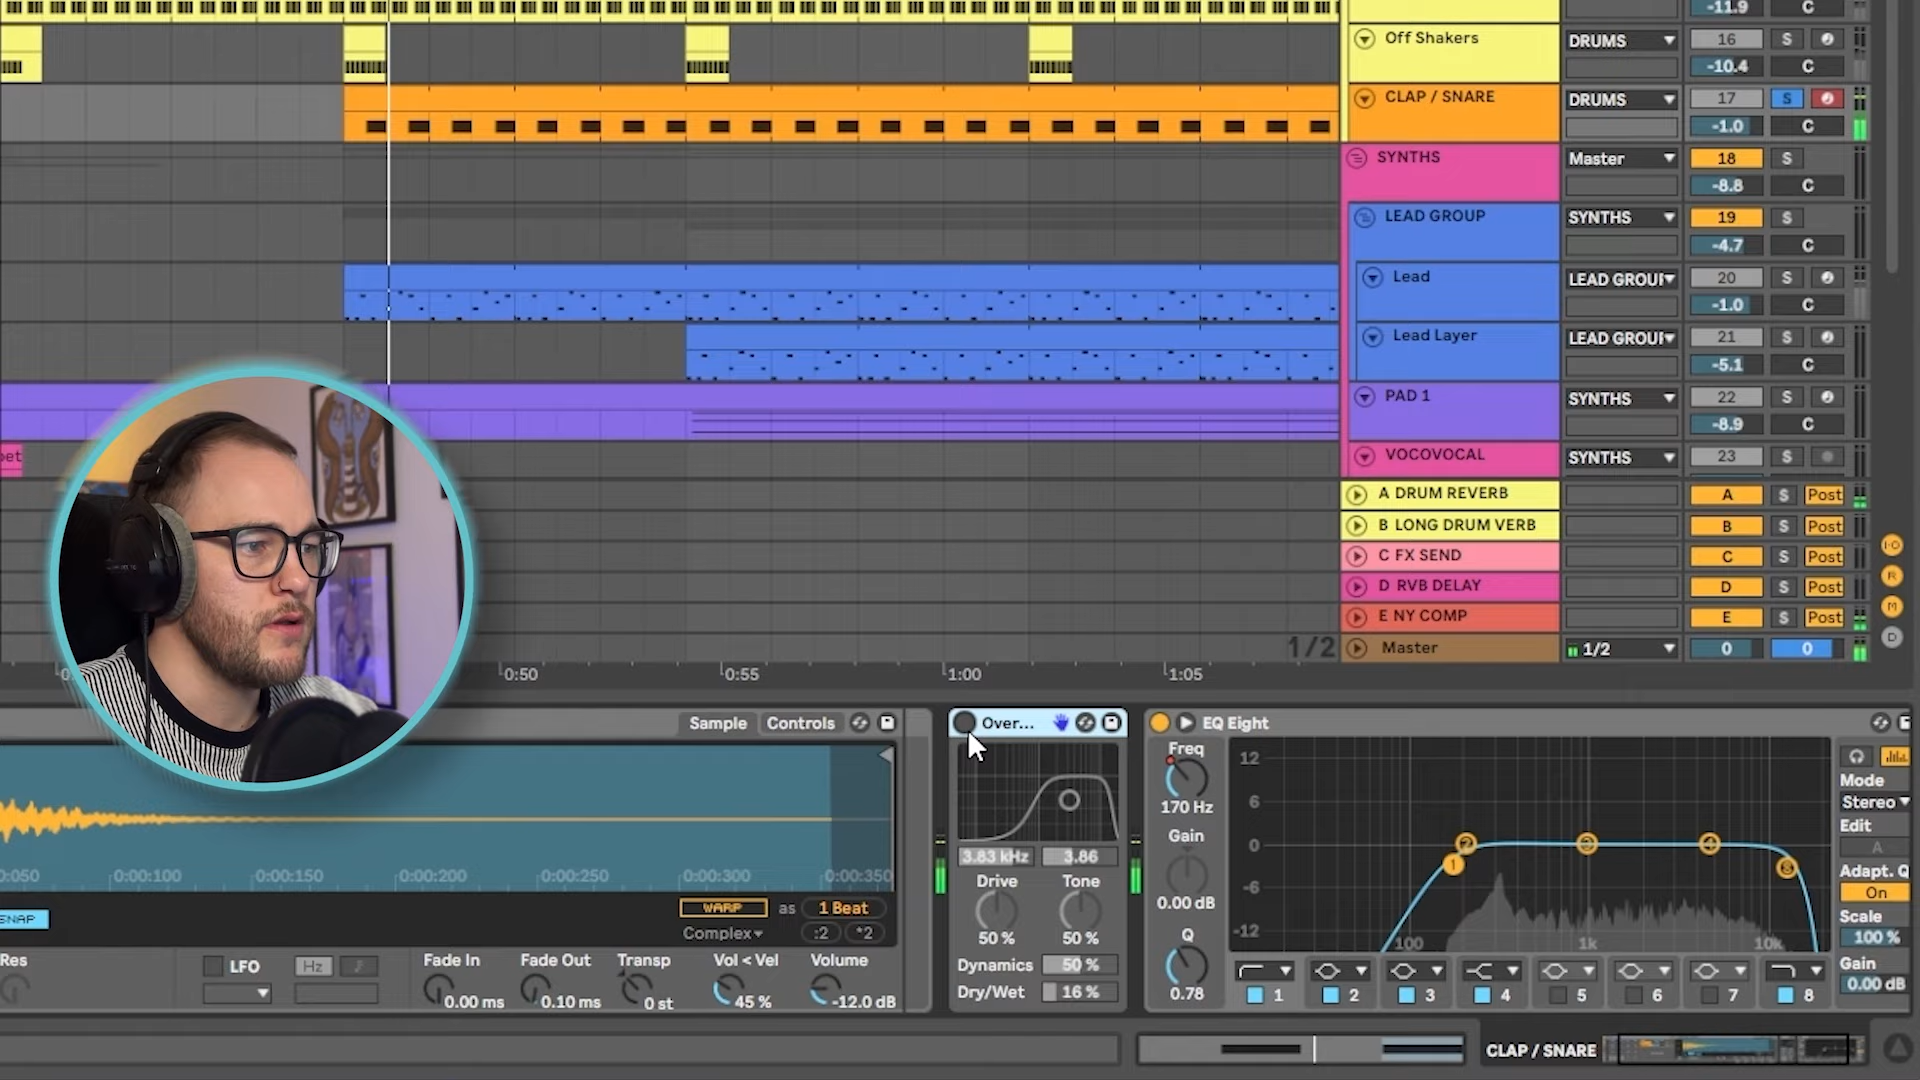 -11.9 C
Off Shakers DRUMS 16 S
-10.4 C
CLAP / SNARE DRUMS 17 S
-1.0 C
SYNTHS Master 18 S
-8.8 C
LEAD GROUP SYNTHS 19 S
-4.7 C
Lead LEAD GROUI 20 S
-1.0 C
Lead Layer LEAD GROUI 21 S
-5.1 C
PAD 1 SYNTHS 22 S
-8.9 C
VOCOVOCAL SYNTHS 23 S
A DRUM REVERB A S Post
B LONG DRUM VERB B S Post
C FX SEND C S Post
D RVB DELAY D S Post
E NY COMP E S Post
1/2 Master 1/2 0 0
I·O
R
M
D
0:50 0:55 1:00 1:05
Sample Controls
0:050 0:00:100 0:00:150 0:00:200 0:00:250 0:00:300 0:00:350
SNAP
WARP as 1 Beat
Complex :2 *2
Res LFO Hz Fade In Fade Out Transp Vol < Vel Volume
0.00 ms 0.10 ms 0 st 45 % -12.0 dB
Over...
3.83 kHz 3.86
Drive Tone
50 % 50 %
Dynamics 50 %
Dry/Wet 16 %
EQ Eight
Freq
170 Hz
Gain
0.00 dB
Q
0.78
12
6
0
-6
-12
100 1k 10k
1 2 3 4 8
1 2 3 4 5 6 7 8
Mode
Stereo
Edit
A
Adapt. Q
On
Scale
100 %
Gain
0.00 dB
CLAP / SNARE